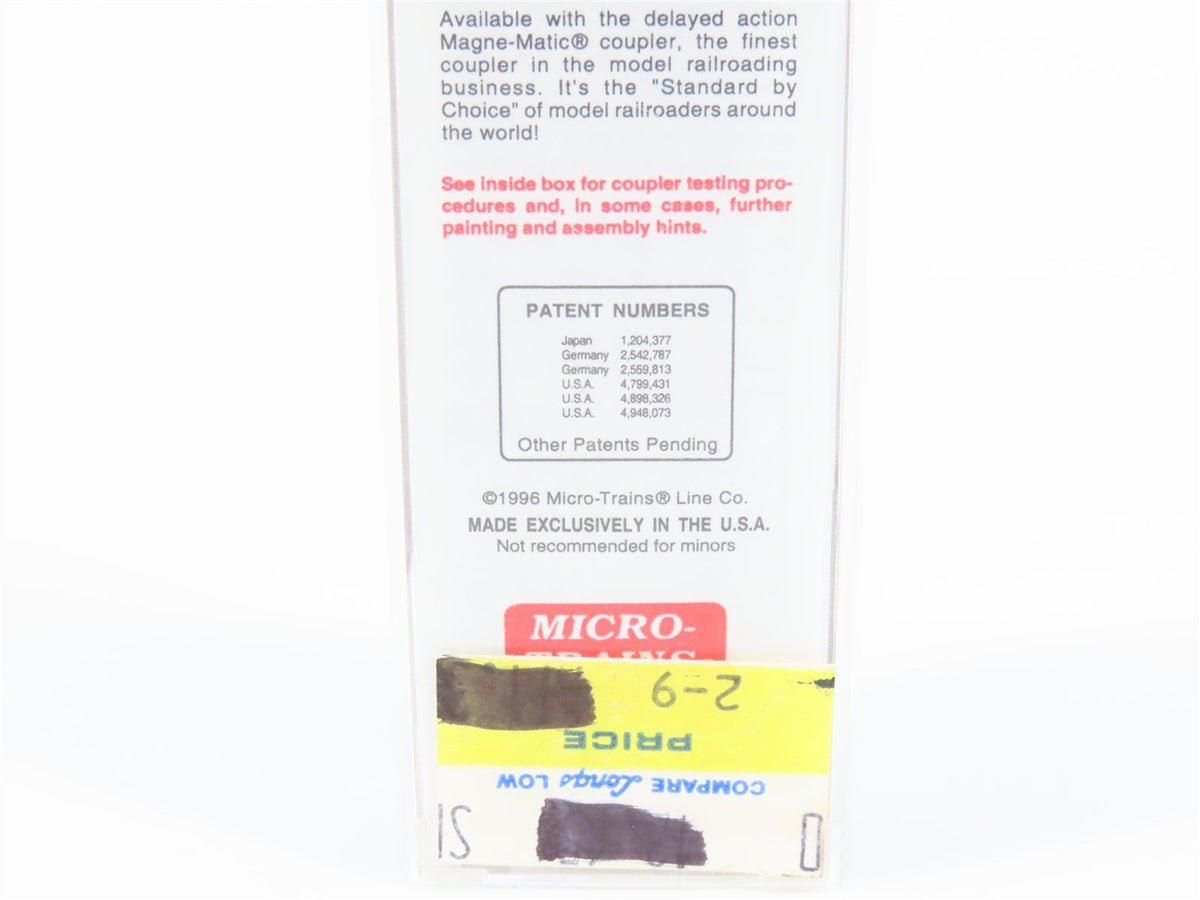 Available with the delayed action
Magne-Matic® coupler, the finest
coupler in the model railroading
business. It's the "Standard by
Choice" of model railroaders around
the world!
See inside box for coupler testing pro-
cedures and, in some cases, further
painting and assembly hints.
PATENT NUMBERS
Japan 1,204,377
Germany 2,542,787
Germany 2,559,813
U.S.A. 4,799,431
U.S.A. 4,898,326
U.S.A. 4,948,073
Other Patents Pending
©1996 Micro-Trains® Line Co.
MADE EXCLUSIVELY IN THE U.S.A.
Not recommended for minors
MICRO-
TRAINS
2-9
PRICE
COMPARE Longs LOW